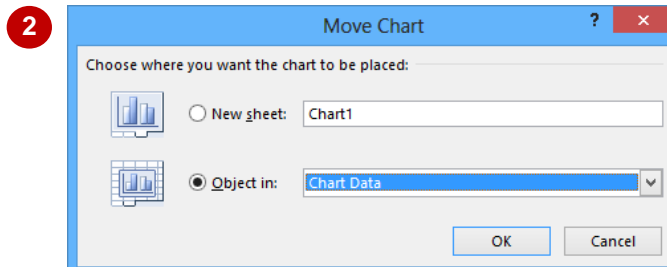 2
Move Chart ? ×
Choose where you want the chart to be placed:
New sheet: Chart1
Object in: Chart Data
OK Cancel